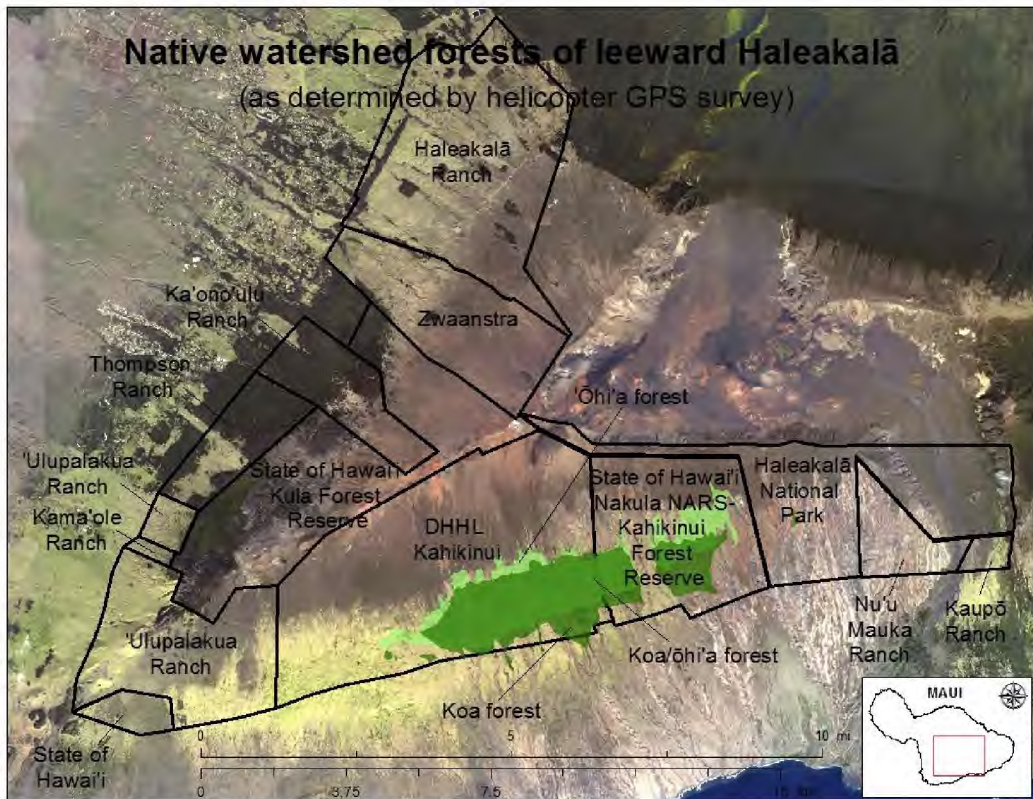 Native watershed forests of leeward Haleakalā
(as determined by helicopter GPS survey)
Haleakalā
Ranch
Ka'ono'ulu
Ranch
Zwaanstra
Thompson
Ranch
'Ōhi'a forest
'Ulupalakua
Ranch
State of Hawai'i
Kula Forest
Reserve
Kama'ole
Ranch
DHHL
Kahikinui
State of Hawai'i
Nakula NARS-
Kahikinui
Forest
Reserve
Haleakalā
National
Park
'Ulupalakua
Ranch
Nu'u
Mauka
Ranch
Kaupō
Ranch
Koa/ōhi'a forest
Koa forest
State of
Hawai'i
MAUI
0 5 10 mi
0 3.75 7.5 15 km